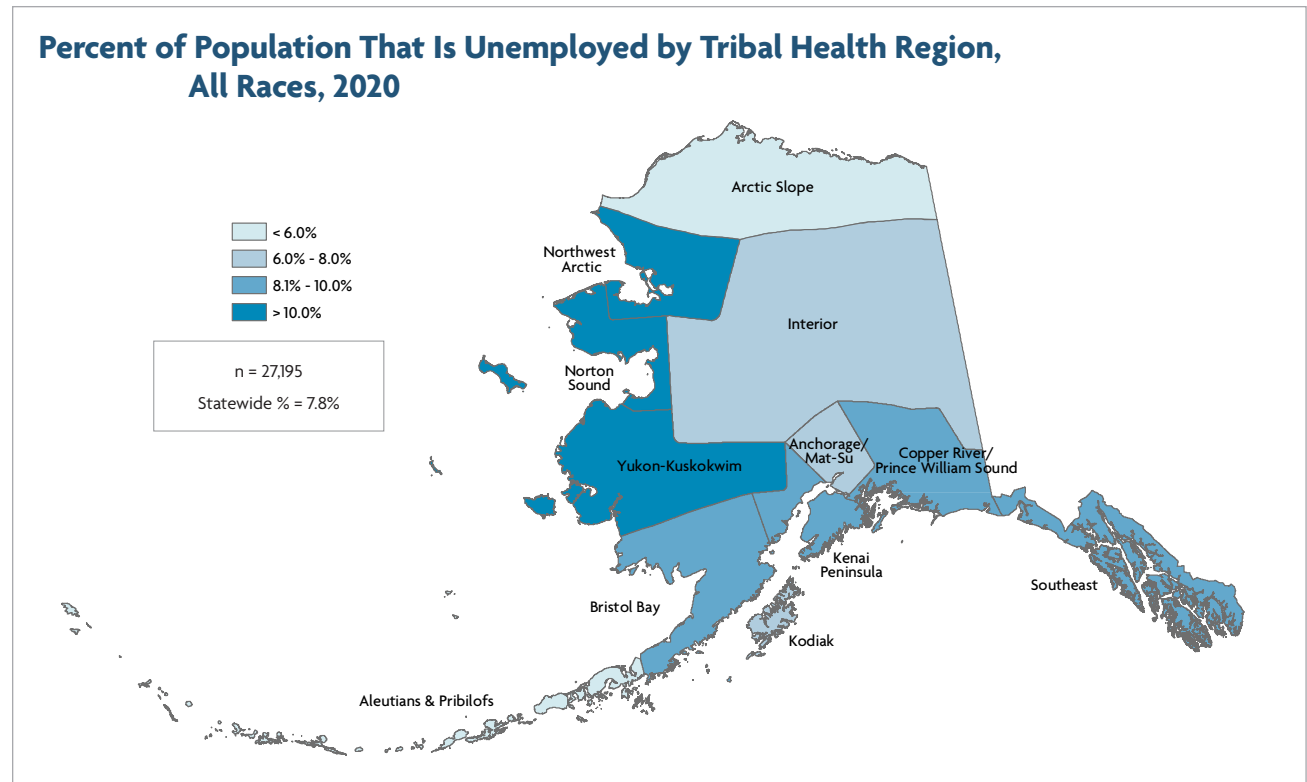 Percent of Population That Is Unemployed by Tribal Health Region,
All Races, 2020
< 6.0%
6.0% - 8.0%
8.1% - 10.0%
> 10.0%
n = 27,195
Statewide % = 7.8%
Arctic Slope
Northwest
Arctic
Interior
Norton
Sound
Anchorage/
Mat-Su
Copper River/
Prince William Sound
Yukon-Kuskokwim
Kenai
Peninsula
Southeast
Bristol Bay
Kodiak
Aleutians & Pribilofs